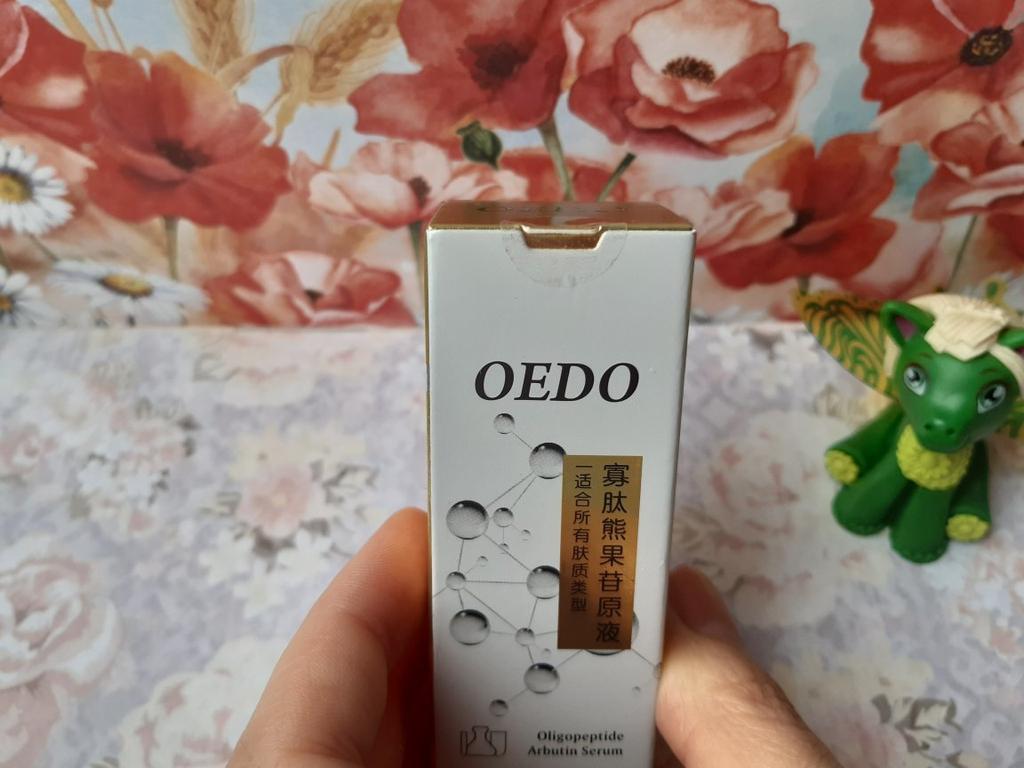 OEDO
寡肽熊果苷原液
一适合所有肤质类型
Oligopeptide
Arbutin Serum